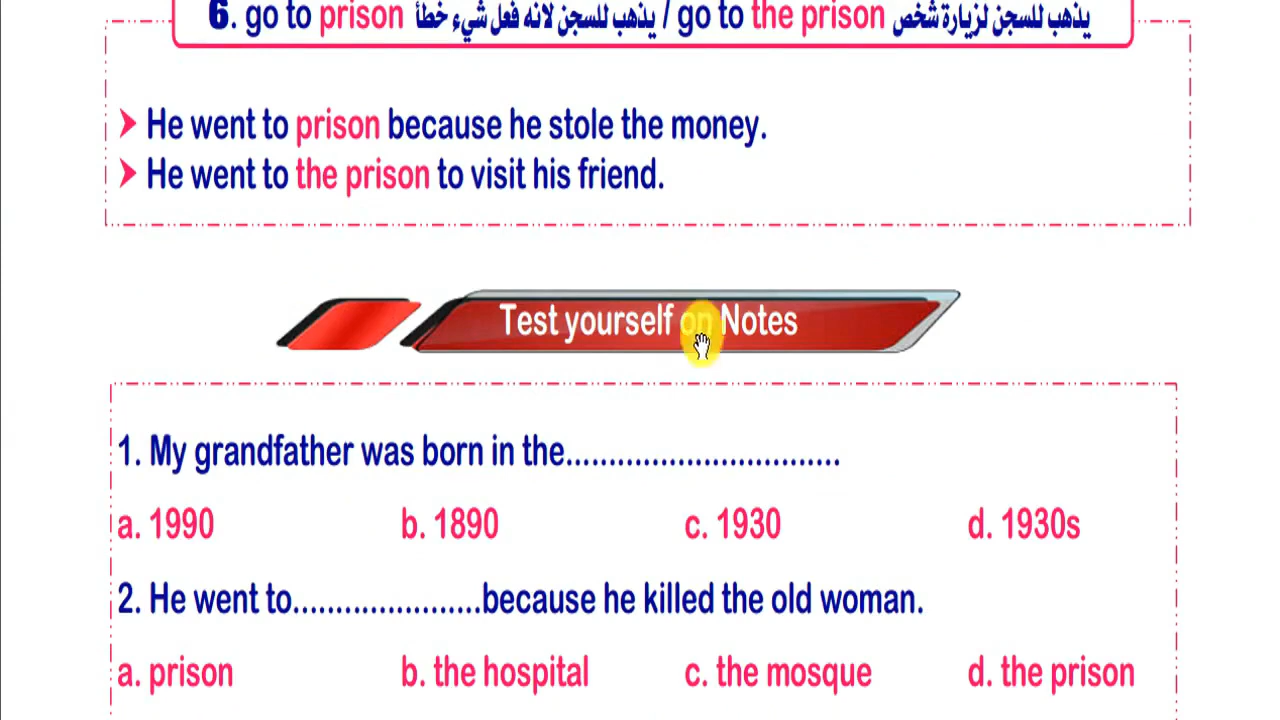 6. go to prison يذهب للسجن لانه فعل شيء خطأ / go to the prison يذهب للسجن لزيارة شخص
He went to prison because he stole the money.
He went to the prison to visit his friend.
Test yourself on Notes
1. My grandfather was born in the................................
a. 1990 b. 1890 c. 1930 d. 1930s
2. He went to......................because he killed the old woman.
a. prison b. the hospital c. the mosque d. the prison